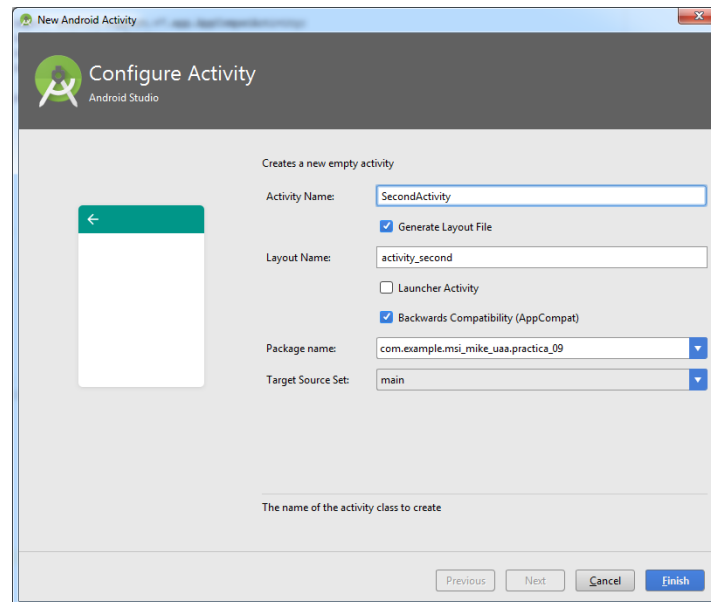 New Android Activity
Configure Activity
Android Studio
Creates a new empty activity
Activity Name: SecondActivity
Generate Layout File
Layout Name: activity_second
Launcher Activity
Backwards Compatibility (AppCompat)
Package name: com.example.msi_mike_uaa.practica_09
Target Source Set: main
The name of the activity class to create
Previous Next Cancel Finish